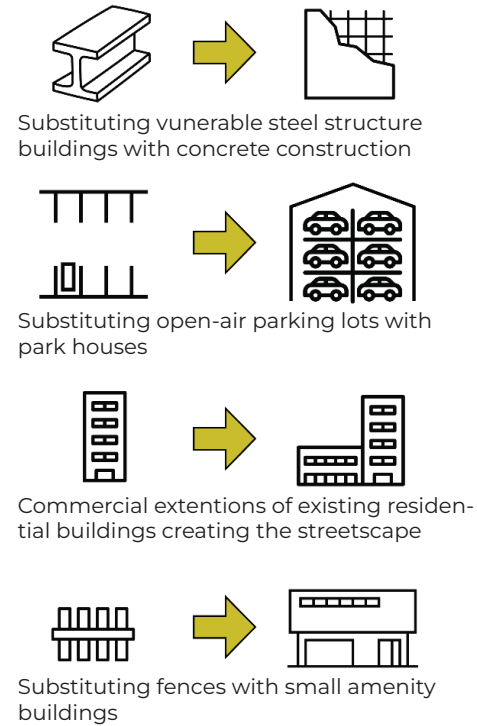 Substituting vunerable steel structure
buildings with concrete construction
Substituting open-air parking lots with
park houses
Commercial extentions of existing residen-
tial buildings creating the streetscape
Substituting fences with small amenity
buildings